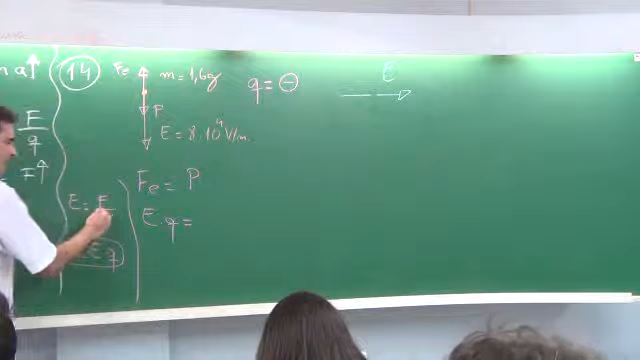 14
Fe
m = 1,6g
q = ⊖
E
P
E = 8·10⁴ V/m
F
q
F↑
Fe = P
E·q =
E = F
E q